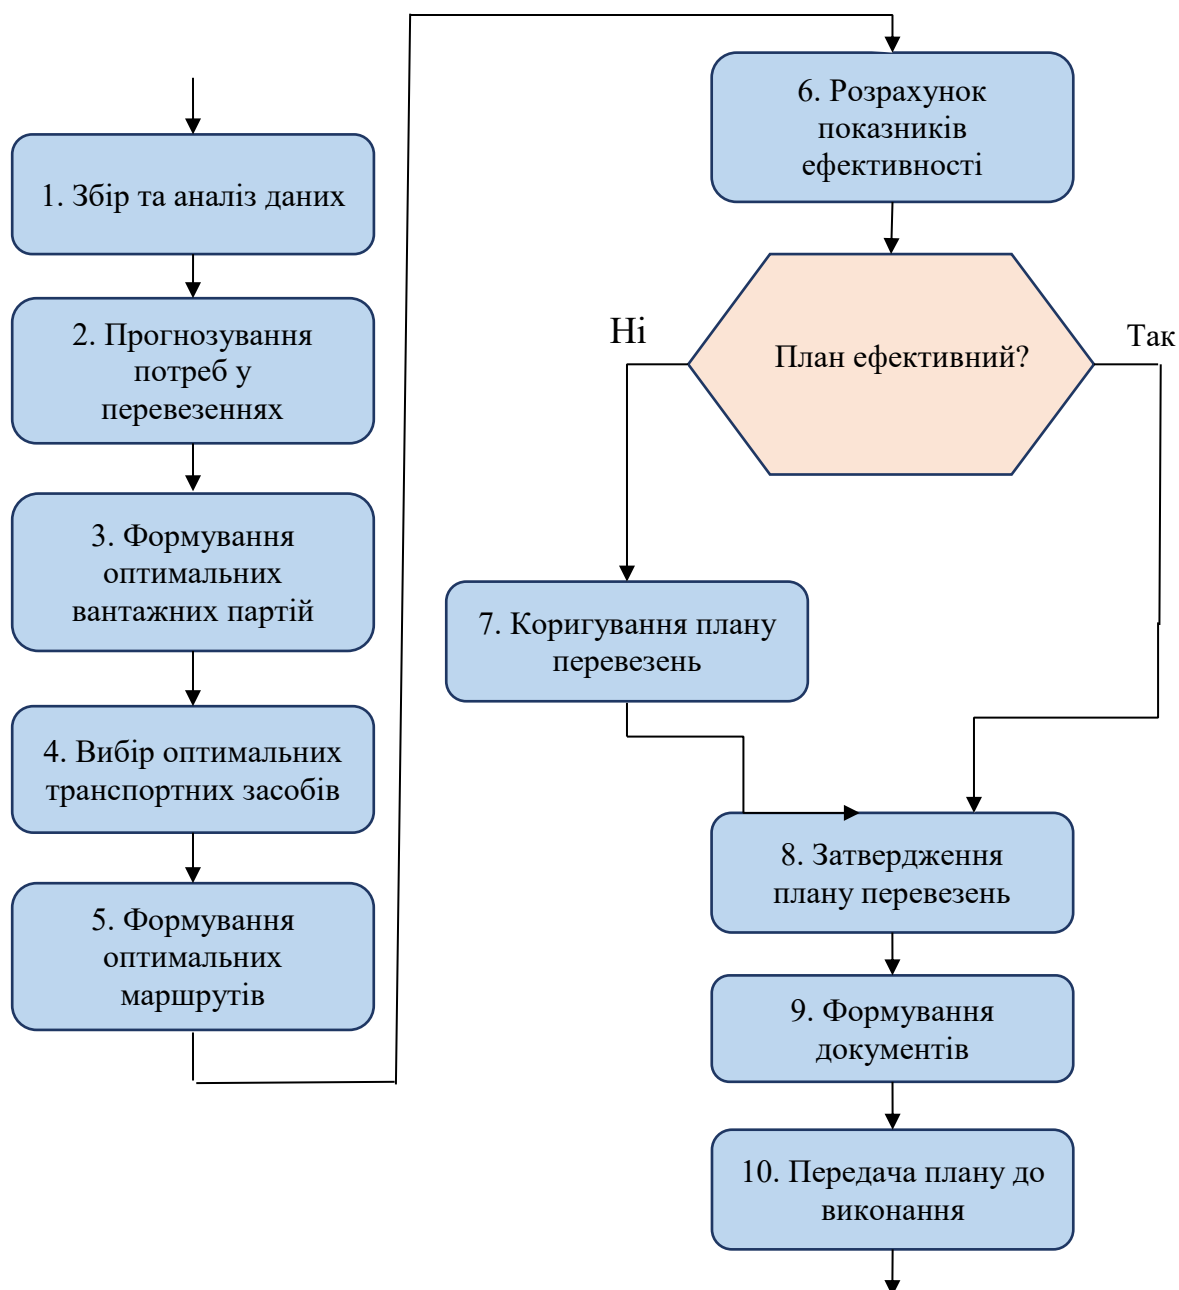 1. Збір та аналіз даних
2. Прогнозування
потреб у
перевезеннях
3. Формування
оптимальних
вантажних партій
4. Вибір оптимальних
транспортних засобів
5. Формування
оптимальних
маршрутів
6. Розрахунок
показників
ефективності
План ефективний?
Ні
Так
7. Коригування плану
перевезень
8. Затвердження
плану перевезень
9. Формування
документів
10. Передача плану до
виконання